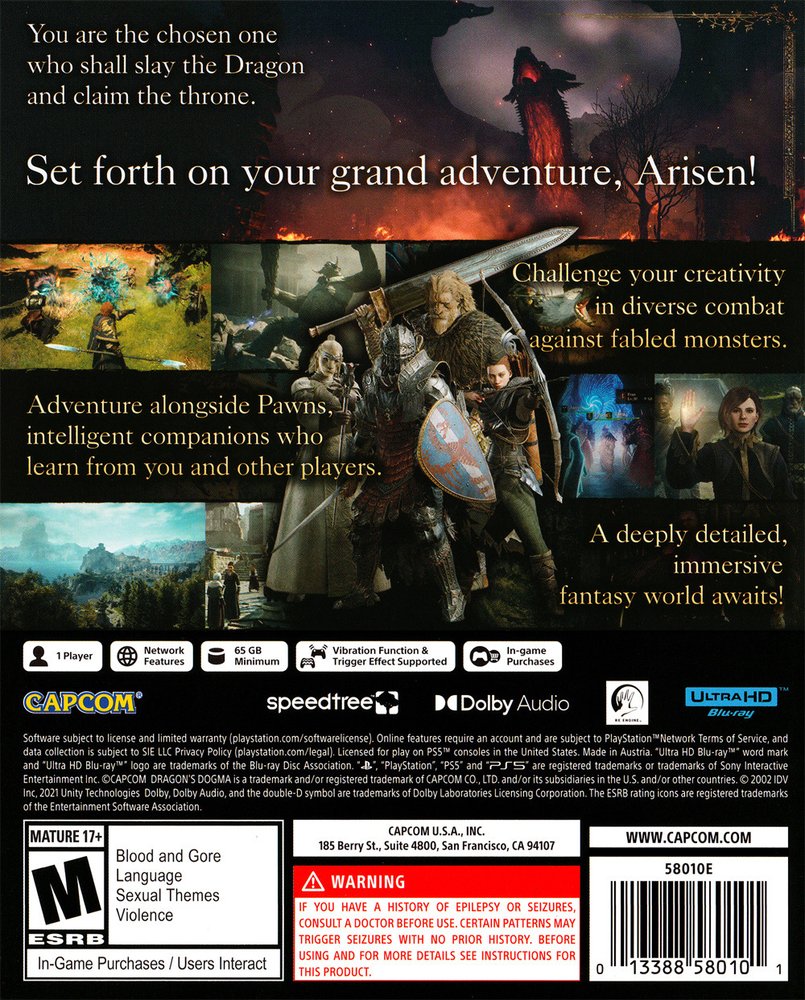 You are the chosen one
who shall slay the Dragon
and claim the throne.
Set forth on your grand adventure, Arisen!
Challenge your creativity
in diverse combat
against fabled monsters.
Adventure alongside Pawns,
intelligent companions who
learn from you and other players.
A deeply detailed,
immersive
fantasy world awaits!
1 Player
Network
Features
65 GB
Minimum
Vibration Function &
Trigger Effect Supported
In-game
Purchases
CAPCOM®
speedtree
Dolby Audio
RE ENGINE
ULTRA HD™
Blu-ray
Software subject to license and limited warranty (playstation.com/softwarelicense). Online features require an account and are subject to PlayStation™Network Terms of Service, and
data collection is subject to SIE LLC Privacy Policy (playstation.com/legal). Licensed for play on PS5™ consoles in the United States. Made in Austria. "Ultra HD Blu-ray™" word mark
and "Ultra HD Blu-ray™" logo are trademarks of the Blu-ray Disc Association. "PS", "PlayStation", "PS5" and "PS5" are registered trademarks or trademarks of Sony Interactive
Entertainment Inc. ©CAPCOM DRAGON'S DOGMA is a trademark and/or registered trademark of CAPCOM CO., LTD. and/or its subsidiaries in the U.S. and/or other countries. © 2002 IDV
Inc, 2021 Unity Technologies Dolby, Dolby Audio, and the double-D symbol are trademarks of Dolby Laboratories Licensing Corporation. The ESRB rating icons are registered trademarks
of the Entertainment Software Association.
MATURE 17+
M
ESRB
Blood and Gore
Language
Sexual Themes
Violence
In-Game Purchases / Users Interact
CAPCOM U.S.A., INC.
185 Berry St., Suite 4800, San Francisco, CA 94107
WARNING
IF YOU HAVE A HISTORY OF EPILEPSY OR SEIZURES,
CONSULT A DOCTOR BEFORE USE. CERTAIN PATTERNS MAY
TRIGGER SEIZURES WITH NO PRIOR HISTORY. BEFORE
USING AND FOR MORE DETAILS SEE INSTRUCTIONS FOR
THIS PRODUCT.
WWW.CAPCOM.COM
58010E
0 13388 58010 1